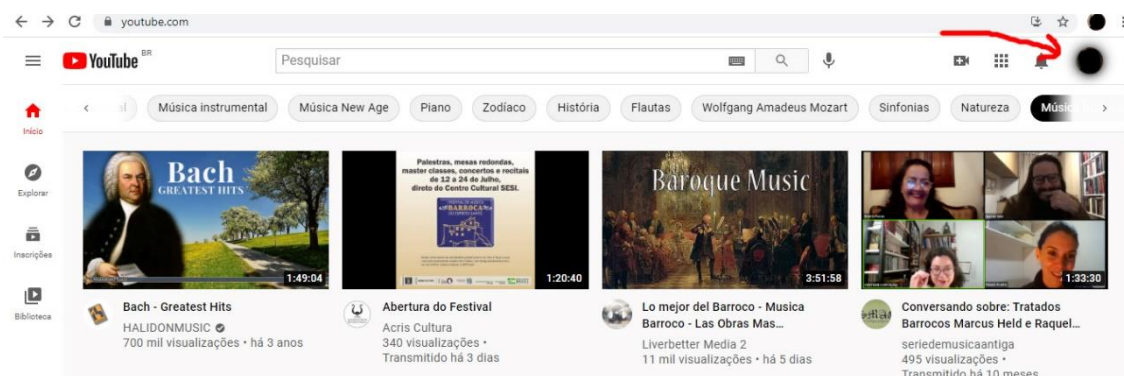 youtube.com
YouTube BR
Pesquisar
Música instrumental
Música New Age
Piano
Zodíaco
História
Flautas
Wolfgang Amadeus Mozart
Sinfonias
Natureza
Início
Explorar
Inscrições
Biblioteca
Bach
GREATEST HITS
1:49:04
Bach - Greatest Hits
HALIDONMUSIC
700 mil visualizações • há 3 anos
Palestras, mesas redondas,
master classes, concertos e recitais
de 12 a 24 de Julho,
direto do Centro Cultural SESI.
BARROCA
1:20:40
Abertura do Festival
Acris Cultura
340 visualizações •
Transmitido há 3 dias
Baroque Music
3:51:58
Lo mejor del Barroco - Musica
Barroco - Las Obras Mas...
Liverbetter Media 2
11 mil visualizações • há 5 dias
1:33:30
Conversando sobre: Tratados
Barrocos Marcus Held e Raquel...
seriedemusicaantiga
495 visualizações •
Transmitido há 10 meses